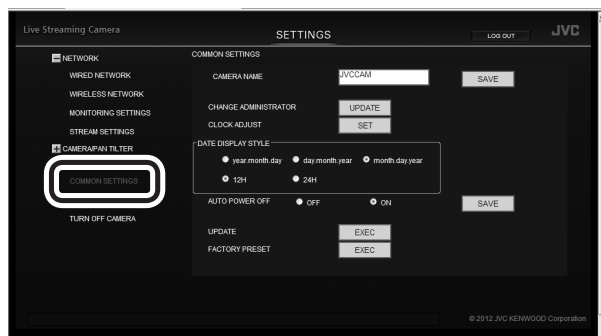 Live Streaming Camera
SETTINGS
LOG OUT
JVC
NETWORK
WIRED NETWORK
WIRELESS NETWORK
MONITORING SETTINGS
STREAM SETTINGS
CAMERA/PAN TILTER
COMMON SETTINGS
TURN OFF CAMERA
COMMON SETTINGS
CAMERA NAME JVCCAM SAVE
CHANGE ADMINISTRATOR UPDATE
CLOCK ADJUST SET
DATE DISPLAY STYLE
year.month.day day.month.year month.day.year
12H 24H
AUTO POWER OFF OFF ON SAVE
UPDATE EXEC
FACTORY PRESET EXEC
© 2012 JVC KENWOOD Corporation